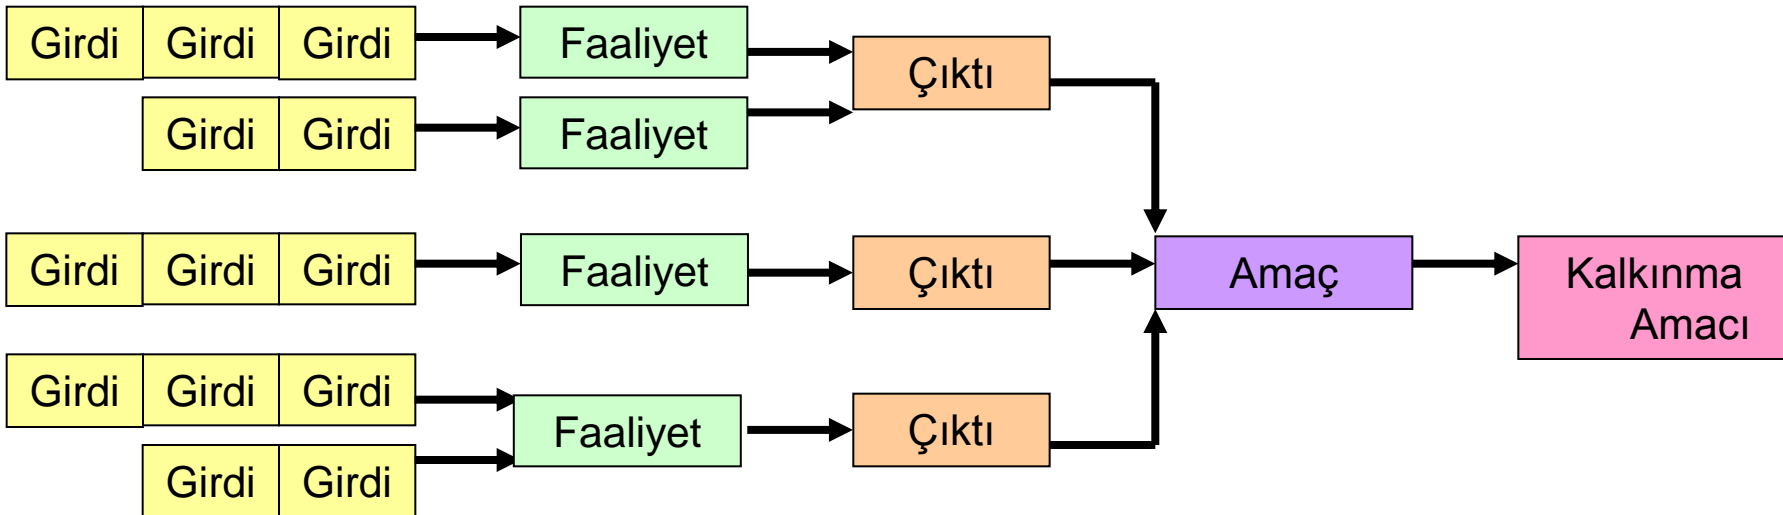 Girdi Girdi Girdi Faaliyet Çıktı
Girdi Girdi Faaliyet
Girdi Girdi Girdi Faaliyet Çıktı Amaç Kalkınma
Amacı
Girdi Girdi Girdi Faaliyet Çıktı
Girdi Girdi